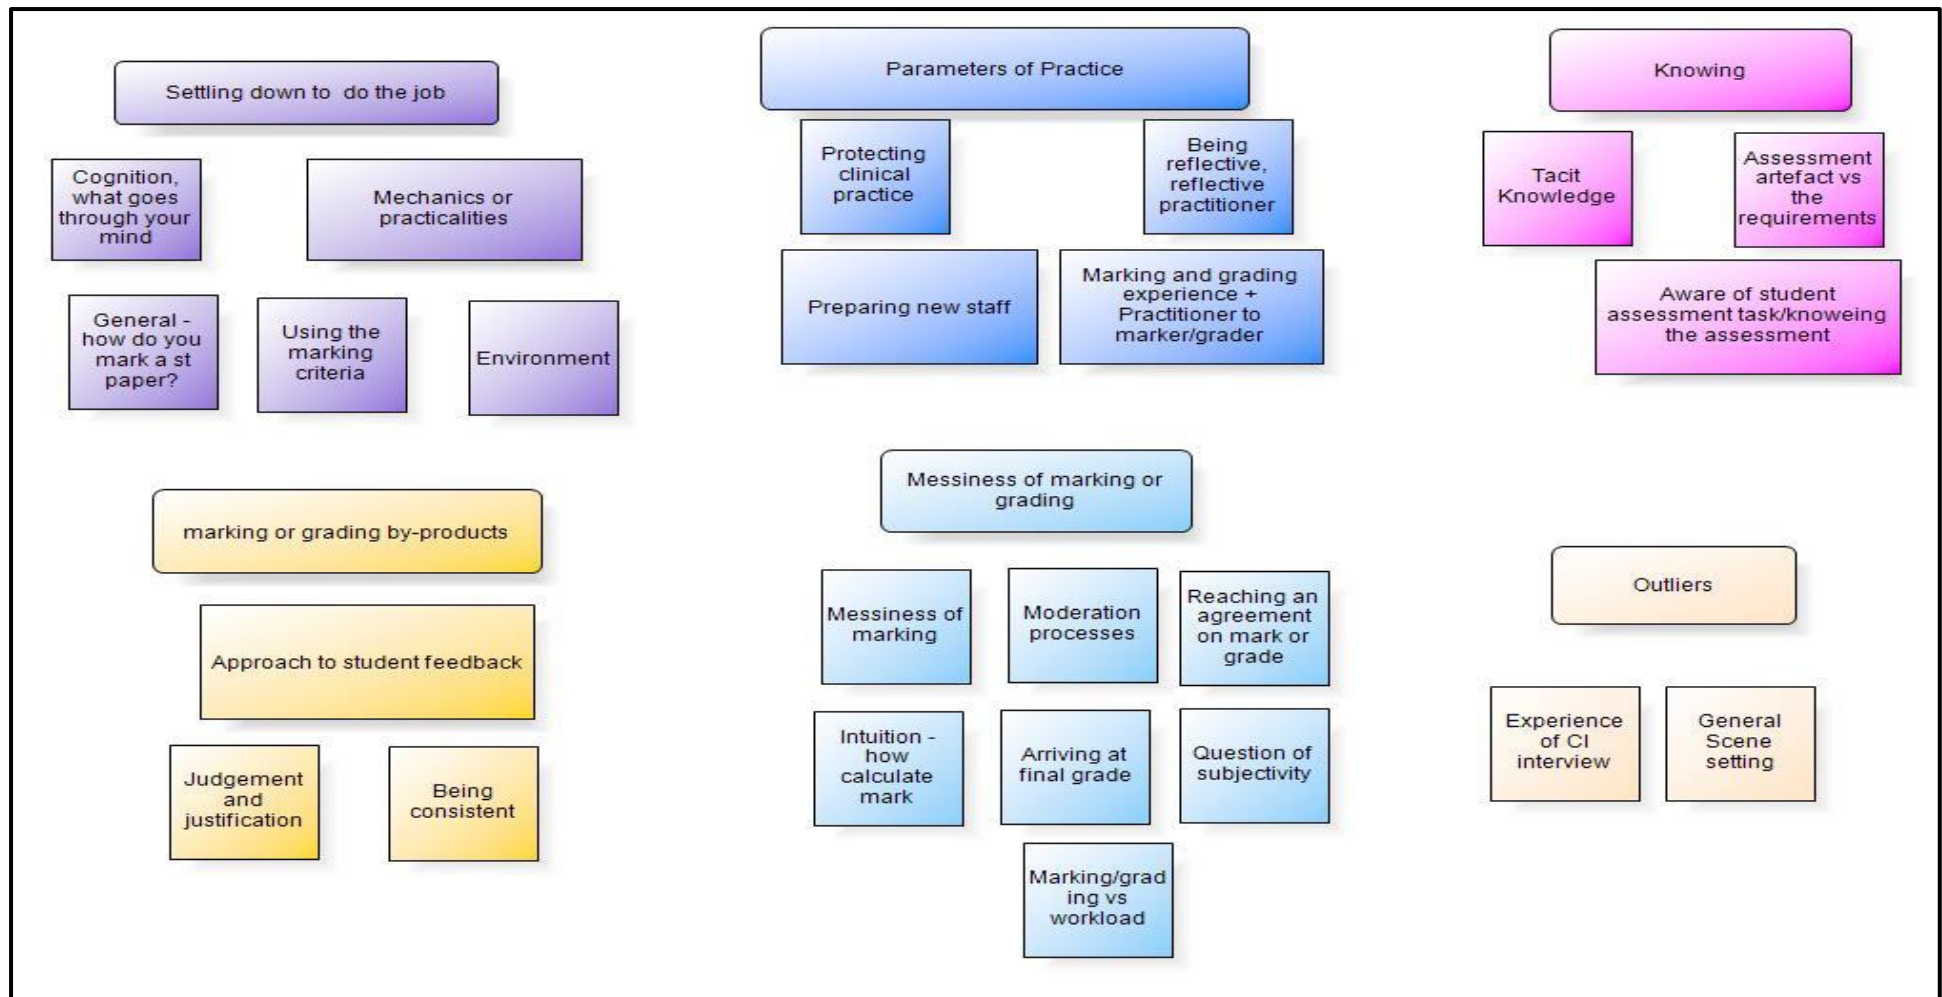 Settling down to  do the job
Cognition,
what goes
through your
mind
Mechanics or
practicalities
General -
how do you
mark a st
paper?
Using the
marking
criteria
Environment
Parameters of Practice
Protecting
clinical
practice
Being
reflective,
reflective
practitioner
Preparing new staff
Marking and grading
experience +
Practitioner to
marker/grader
Knowing
Tacit
Knowledge
Assessment
artefact vs
the
requirements
Aware of student
assessment task/knoweing
the assessment
marking or grading by-products
Approach to student feedback
Judgement
and
justification
Being
consistent
Messiness of marking or
grading
Messiness of
marking
Moderation
processes
Reaching an
agreement
on mark or
grade
Intuition -
how
calculate
mark
Arriving at
final grade
Question of
subjectivity
Marking/grad
ing vs
workload
Outliers
Experience
of CI
interview
General
Scene
setting